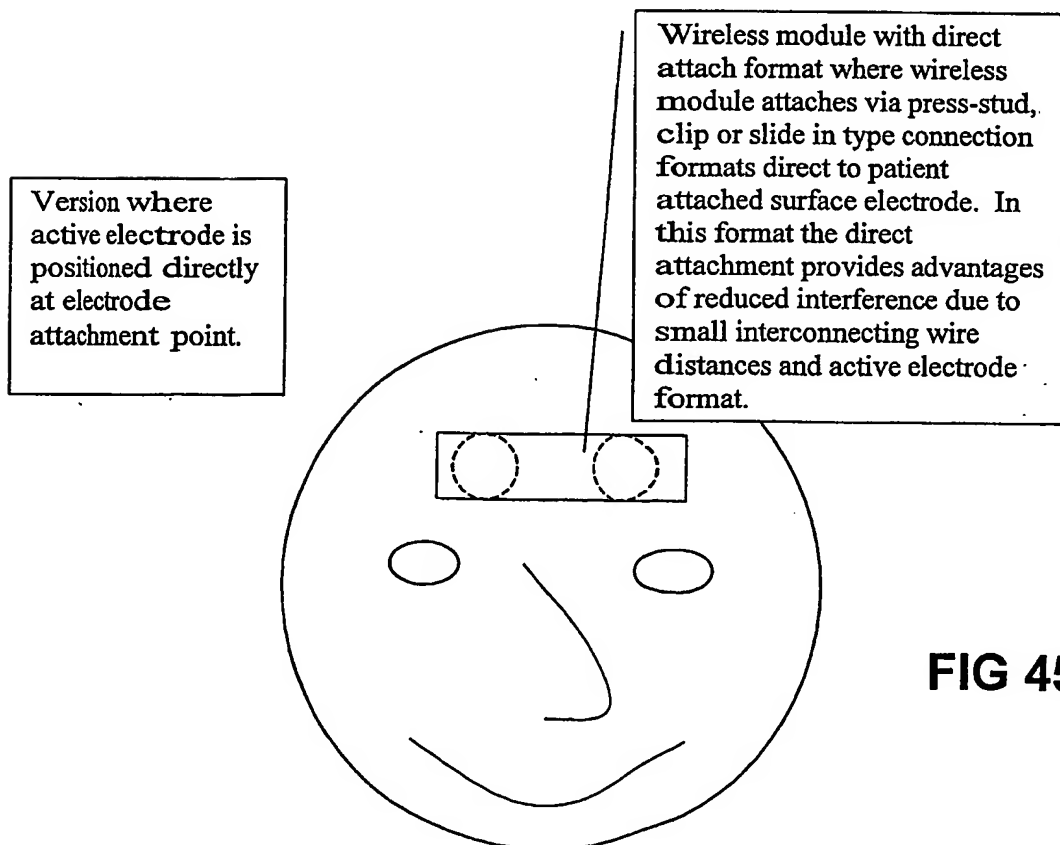 Version where
active electrode is
positioned directly
at electrode
attachment point.
Wireless module with direct
attach format where wireless
module attaches via press-stud,
clip or slide in type connection
formats direct to patient
attached surface electrode. In
this format the direct
attachment provides advantages
of reduced interference due to
small interconnecting wire
distances and active electrode
format.
FIG 45